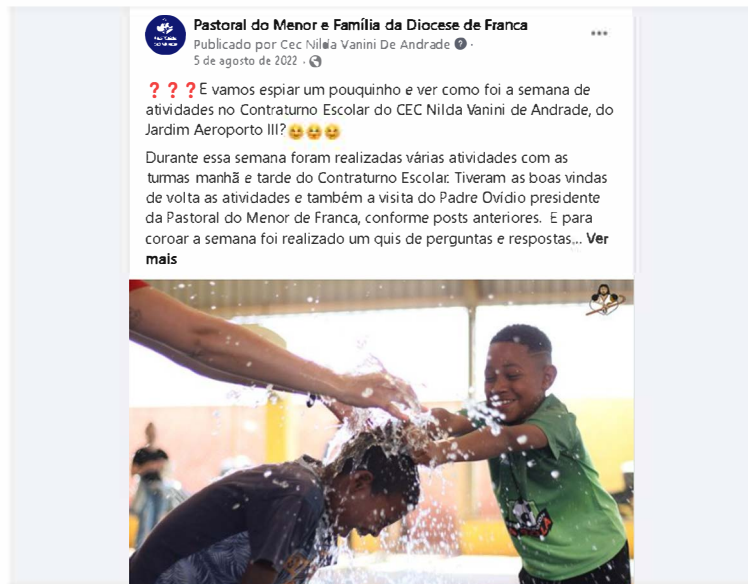 Pastoral do Menor e Família da Diocese de Franca
Publicado por Cec Nilda Vanini De Andrade ·
5 de agosto de 2022 ·
❓❓❓E vamos espiar um pouquinho e ver como foi a semana de
atividades no Contraturno Escolar do CEC Nilda Vanini de Andrade, do
Jardim Aeroporto III?😄😄😄
Durante essa semana foram realizadas várias atividades com as
turmas manhã e tarde do Contraturno Escolar. Tiveram as boas vindas
de volta as atividades e também a visita do Padre Ovídio presidente
da Pastoral do Menor de Franca, conforme posts anteriores. E para
coroar a semana foi realizado um quis de perguntas e respostas... Ver
mais